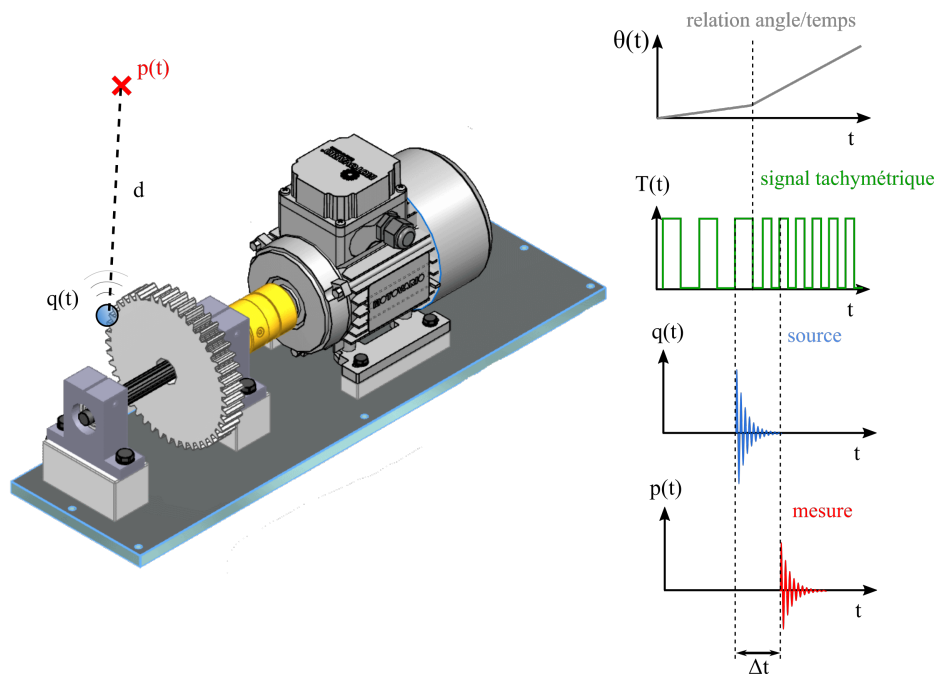 p(t)
d
q(t)
relation angle/temps
θ(t)
t
signal tachymétrique
T(t)
t
source
q(t)
t
p(t)
mesure
t
Δt